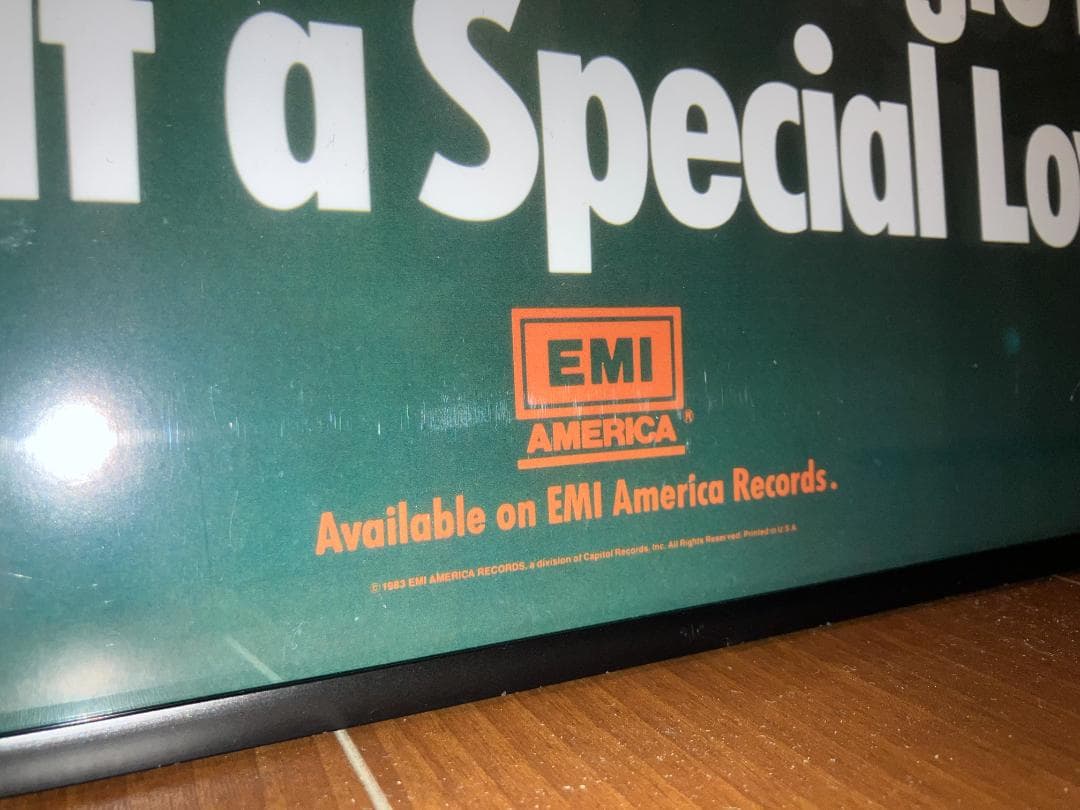 a Special
EMI
AMERICA®
Available on EMI America Records.
© 1983 EMI AMERICA RECORDS, a division of Capitol Records, Inc. All Rights Reserved. Printed in U.S.A.